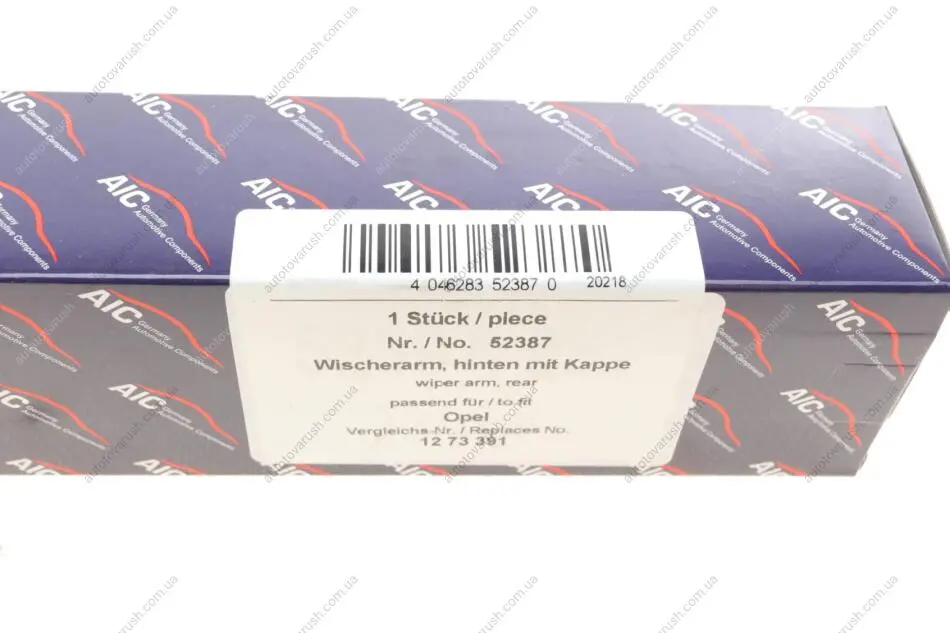 AIC Germany Automotive Components
4 046283 52387 0
20218
1 Stück / piece
Nr. / No. 52387
Wischerarm, hinten mit Kappe
wiper arm, rear
passend für / to fit
Opel
Vergleichs-Nr. / Replaces No.
12 73 391
autotovarush.com.ua